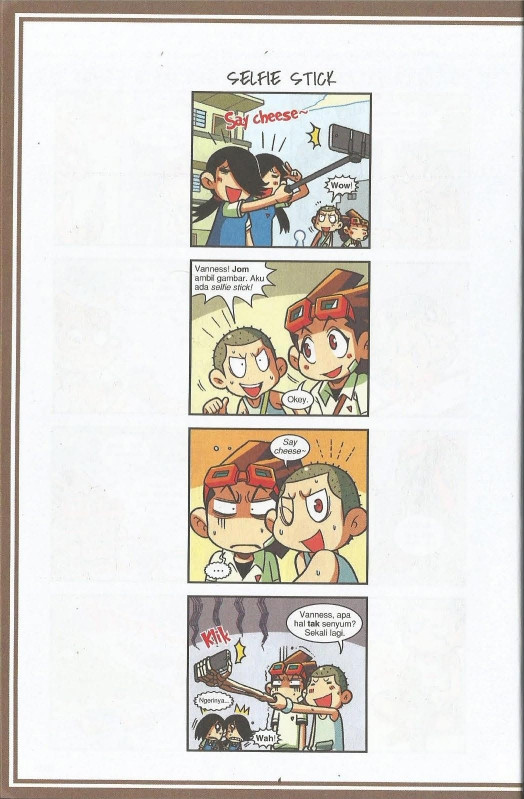 SELFIE STICK
Say cheese~
Wow!
Vanness! Jom
ambil gambar. Aku
ada selfie stick!
Okey.
Say
cheese~
...
Vanness, apa
hal tak senyum?
Sekali lagi.
Klik
Ngerinya...
Wah!